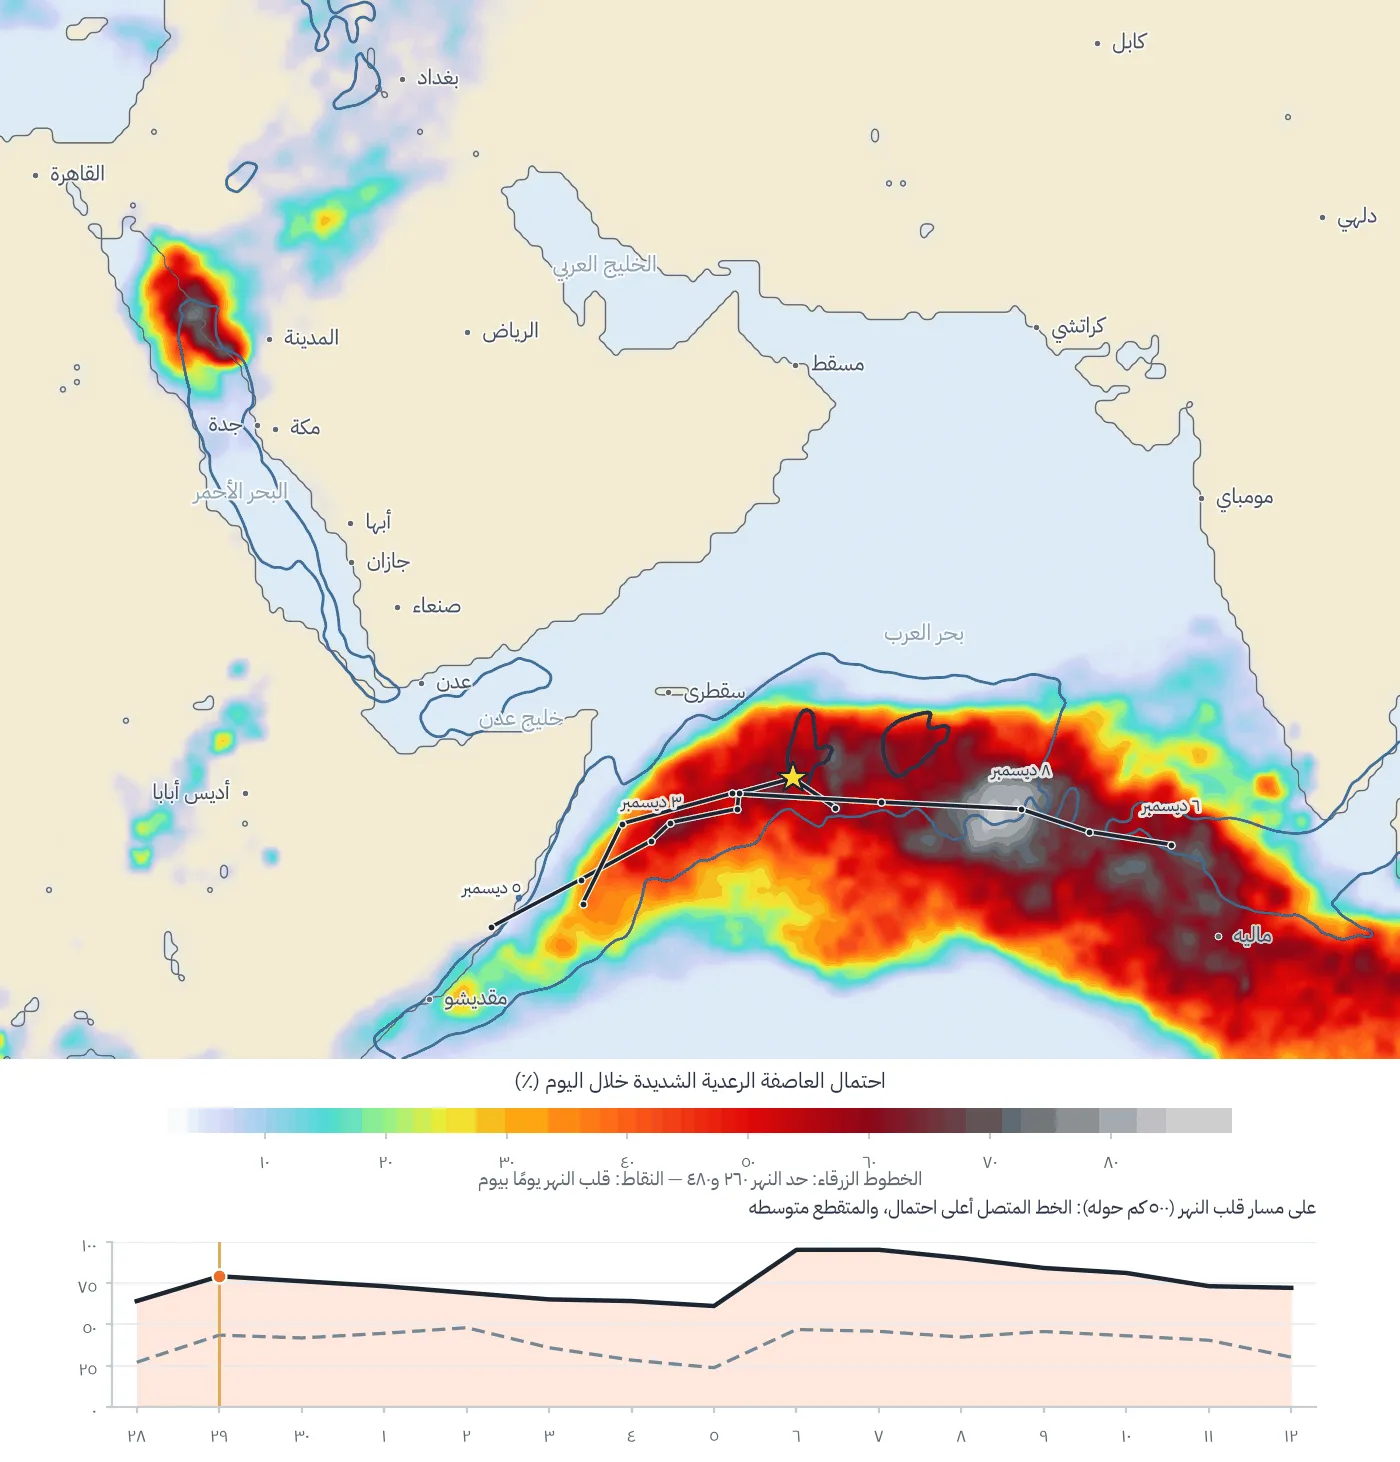 كابل
بغداد
القاهرة
دلهي
الخليج العربي
كراتشي
الرياض
المدينة
مسقط
جدة
مكة
البحر الأحمر
مومباي
أبها
جازان
صنعاء
بحر العرب
عدن
سقطرى
خليج عدن
٨ ديسمبر
أديس أبابا
٣ ديسمبر
٦ ديسمبر
٥ ديسمبر
ماليه
مقديشو
احتمال العاصفة الرعدية الشديدة خلال اليوم (٪)
١٠ ٢٠ ٣٠ ٤٠ ٥٠ ٦٠ ٧٠ ٨٠
الخطوط الزرقاء: حد النهر ٢٦٠ و٤٨٠ — النقاط: قلب النهر يومًا بيوم
على مسار قلب النهر (٥٠٠ كم حوله): الخط المتصل أعلى احتمال، والمتقطع متوسطه
١٠٠
٧٥
٥٠
٢٥
٠
٢٨ ٢٩ ٣٠ ١ ٢ ٣ ٤ ٥ ٦ ٧ ٨ ٩ ١٠ ١١ ١٢